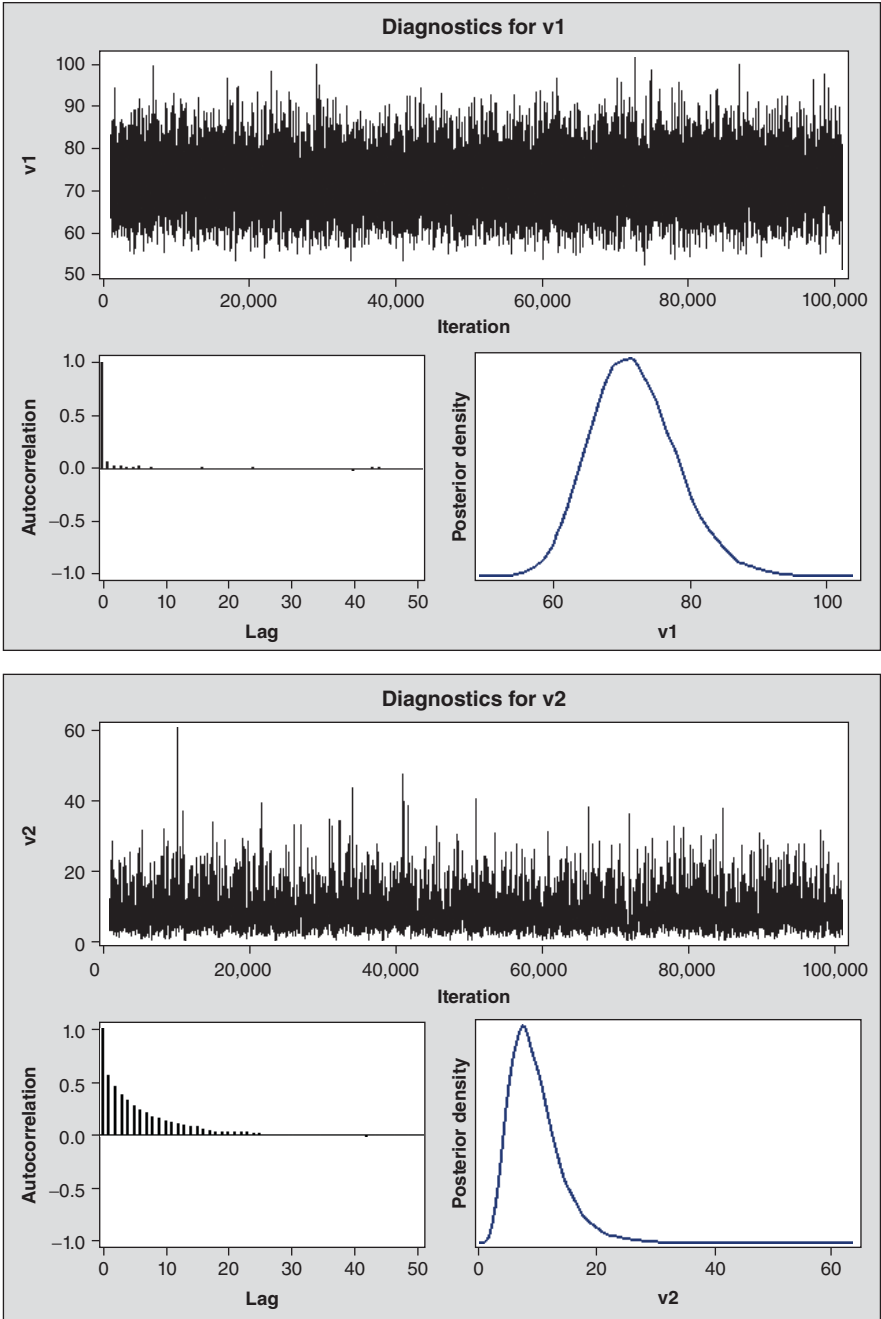 Diagnostics for v1
v1
100
90
80
70
60
50
0 20,000 40,000 60,000 80,000 100,000
Iteration
Autocorrelation
1.0
0.5
0.0
−0.5
−1.0
0 10 20 30 40 50
Lag
Posterior density
60 80 100
v1
Diagnostics for v2
v2
60
40
20
0
0 20,000 40,000 60,000 80,000 100,000
Iteration
Autocorrelation
1.0
0.5
0.0
−0.5
−1.0
0 10 20 30 40 50
Lag
Posterior density
0 20 40 60
v2